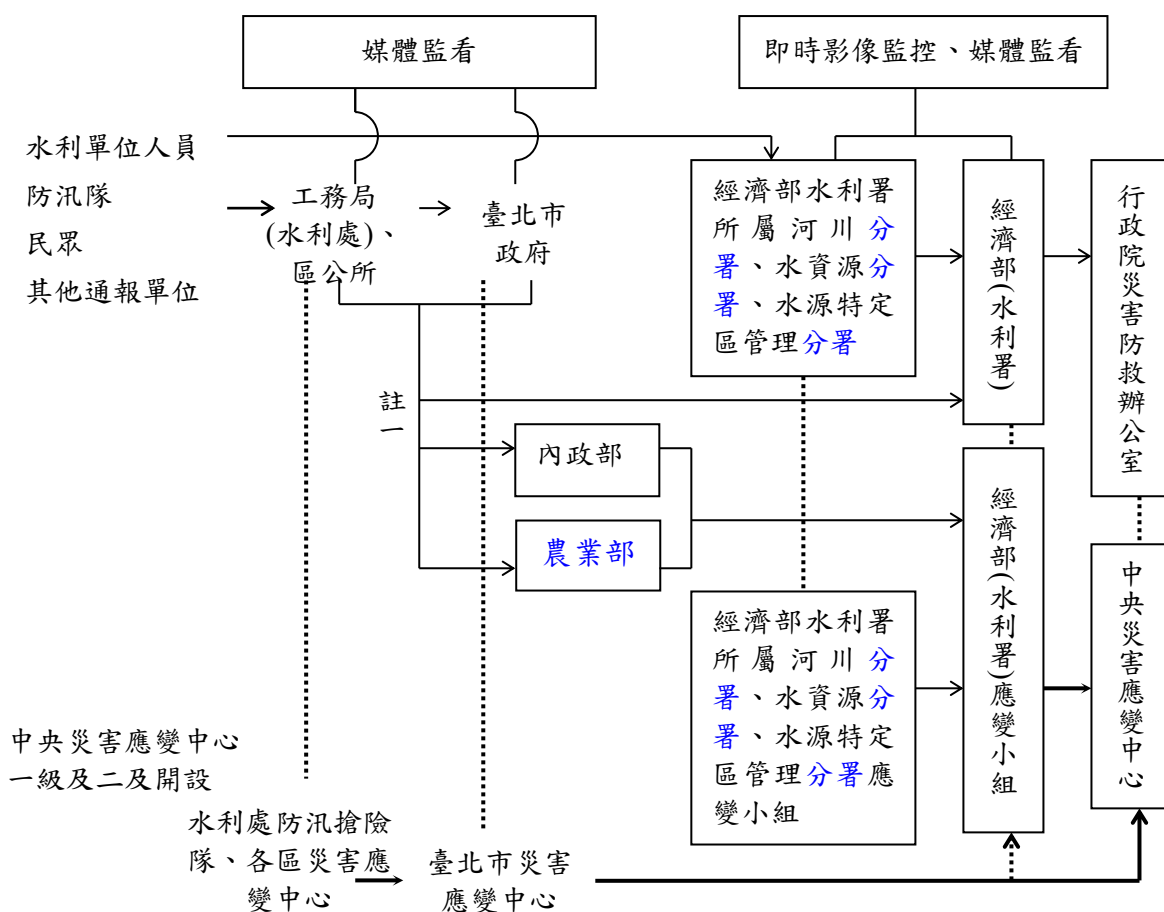 媒體監看
即時影像監控、媒體監看
水利單位人員
防汛隊
民眾
其他通報單位
工務局
(水利處)、
區公所
臺北市
政府
經濟部水利署
所屬河川分
署、水資源分
署、水源特定
區管理分署
經濟部(水利署)
行政院災害防救辦公室
註一
內政部
農業部
經濟部水利署
所屬河川分
署、水資源分
署、水源特定
區管理分署應
變小組
經濟部(水利署)應變小組
中央災害應變中心
中央災害應變中心
一級及二及開設
水利處防汛搶險
隊、各區災害應
變中心
臺北市災害
應變中心